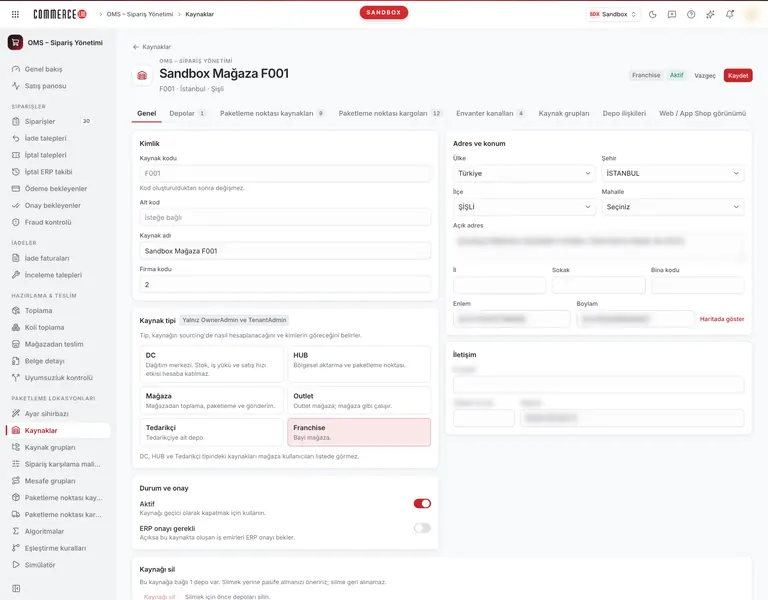 COMMERCE
OMS – Sipariş Yönetimi
Kaynaklar
SANDBOX
SBX Sandbox
OMS – Sipariş Yönetimi
Genel bakış
Satış panosu
SİPARİŞLER
Siparişler 30
İade talepleri
İptal talepleri
İptal ERP takibi
Ödeme bekleyenler
Onay bekleyenler
Fraud kontrolü
İADELER
İade faturaları
İnceleme talepleri
HAZIRLAMA & TESLİM
Toplama
Koli toplama
Mağazadan teslim
Belge detayı
Uyumsuzluk kontrolü
PAKETLEME LOKASYONLARI
Ayar sihirbazı
Kaynaklar
Kaynak grupları
Sipariş karşılama mali...
Mesafe grupları
Paketleme noktası kay...
Paketleme noktası kar...
Algoritmalar
Eşleştirme kuralları
Simülatör
← Kaynaklar
OMS – SİPARİŞ YÖNETİMİ
Sandbox Mağaza F001
F001 · İstanbul · Şişli
Franchise
Aktif
Vazgeç
Kaydet
Genel
Depolar 1
Paketleme noktası kaynakları 9
Paketleme noktası kargoları 12
Envanter kanalları 4
Kaynak grupları
Depo ilişkileri
Web / App Shop görünümü
Kimlik
Kaynak kodu
F001
Kod oluşturulduktan sonra değişmez.
Alt kod
İsteğe bağlı
Kaynak adı
Sandbox Mağaza F001
Firma kodu
2
Kaynak tipi Yalnız OwnerAdmin ve TenantAdmin
Tip, kaynağın sourcing'de nasıl hesaplanacağını ve kimlerin göreceğini belirler.
DC
Dağıtım merkezi. Stok, iş yükü ve satış hızı
etkisi hesaba katılmaz.
HUB
Bölgesel aktarma ve paketleme noktası.
Mağaza
Mağazadan toplama, paketleme ve gönderim.
Outlet
Outlet mağaza; mağaza gibi çalışır.
Tedarikçi
Tedarikçiye ait depo.
Franchise
Bayi mağaza.
DC, HUB ve Tedarikçi tipindeki kaynakları mağaza kullanıcıları listede görmez.
Durum ve onay
Aktif
Kaynağı geçici olarak kapatmak için kullanın.
ERP onayı gerekli
Açıksa bu kaynakta oluşan iş emirleri ERP onayı bekler.
Kaynağı sil
Bu kaynağa bağlı 1 depo var. Silmek yerine pasife almanızı öneririz; silme geri alınamaz.
Kaynağı sil
Silmek için önce depoları silin.
Adres ve konum
Ülke
Türkiye
Şehir
İSTANBUL
İlçe
ŞİŞLİ
Mahalle
Seçiniz
Açık adres
İl
Sokak
Bina kodu
Enlem
Boylam
Haritada göster
İletişim